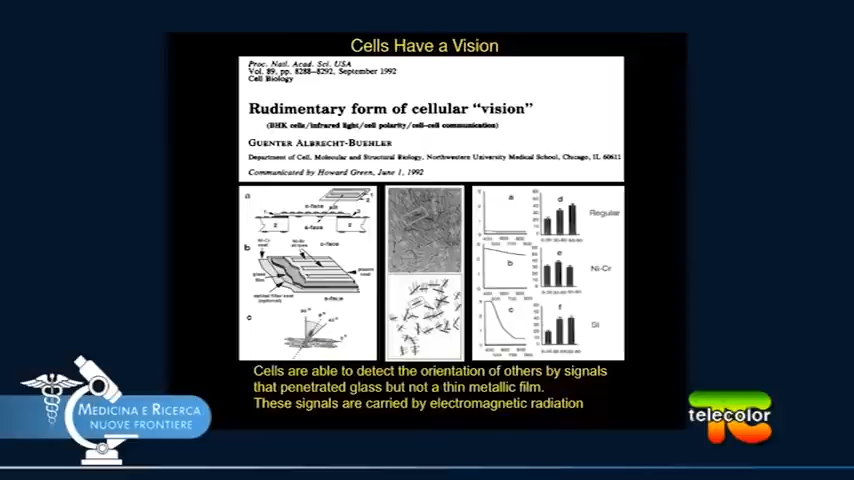 Cells Have a Vision
Proc. Natl. Acad. Sci. USA
Vol. 89, pp. 8288–8292, September 1992
Cell Biology
Rudimentary form of cellular "vision"
(BHK cells/infrared light/cell polarity/cell–cell communication)
GUENTER ALBRECHT-BUEHLER
Department of Cell, Molecular and Structural Biology, Northwestern University Medical School, Chicago, IL 60611
Communicated by Howard Green, June 1, 1992
a
b
c
a
b
c
d
e
f
Regular
Ni-Cr
Si
Cells are able to detect the orientation of others by signals
that penetrated glass but not a thin metallic film.
These signals are carried by electromagnetic radiation
MEDICINA E RICERCA
NUOVE FRONTIERE
telecolor